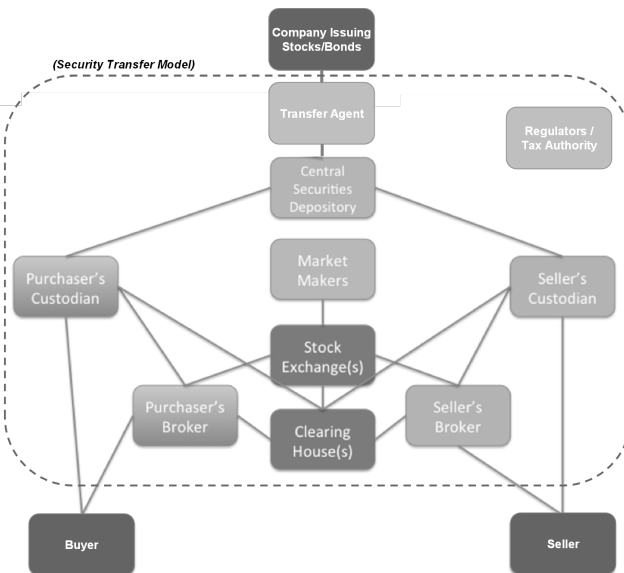 Company Issuing
Stocks/Bonds
(Security Transfer Model)
Transfer Agent
Regulators /
Tax Authority
Central
Securities
Depository
Purchaser's
Custodian
Market
Makers
Seller's
Custodian
Stock
Exchange(s)
Purchaser's
Broker
Seller's
Broker
Clearing
House(s)
Buyer
Seller